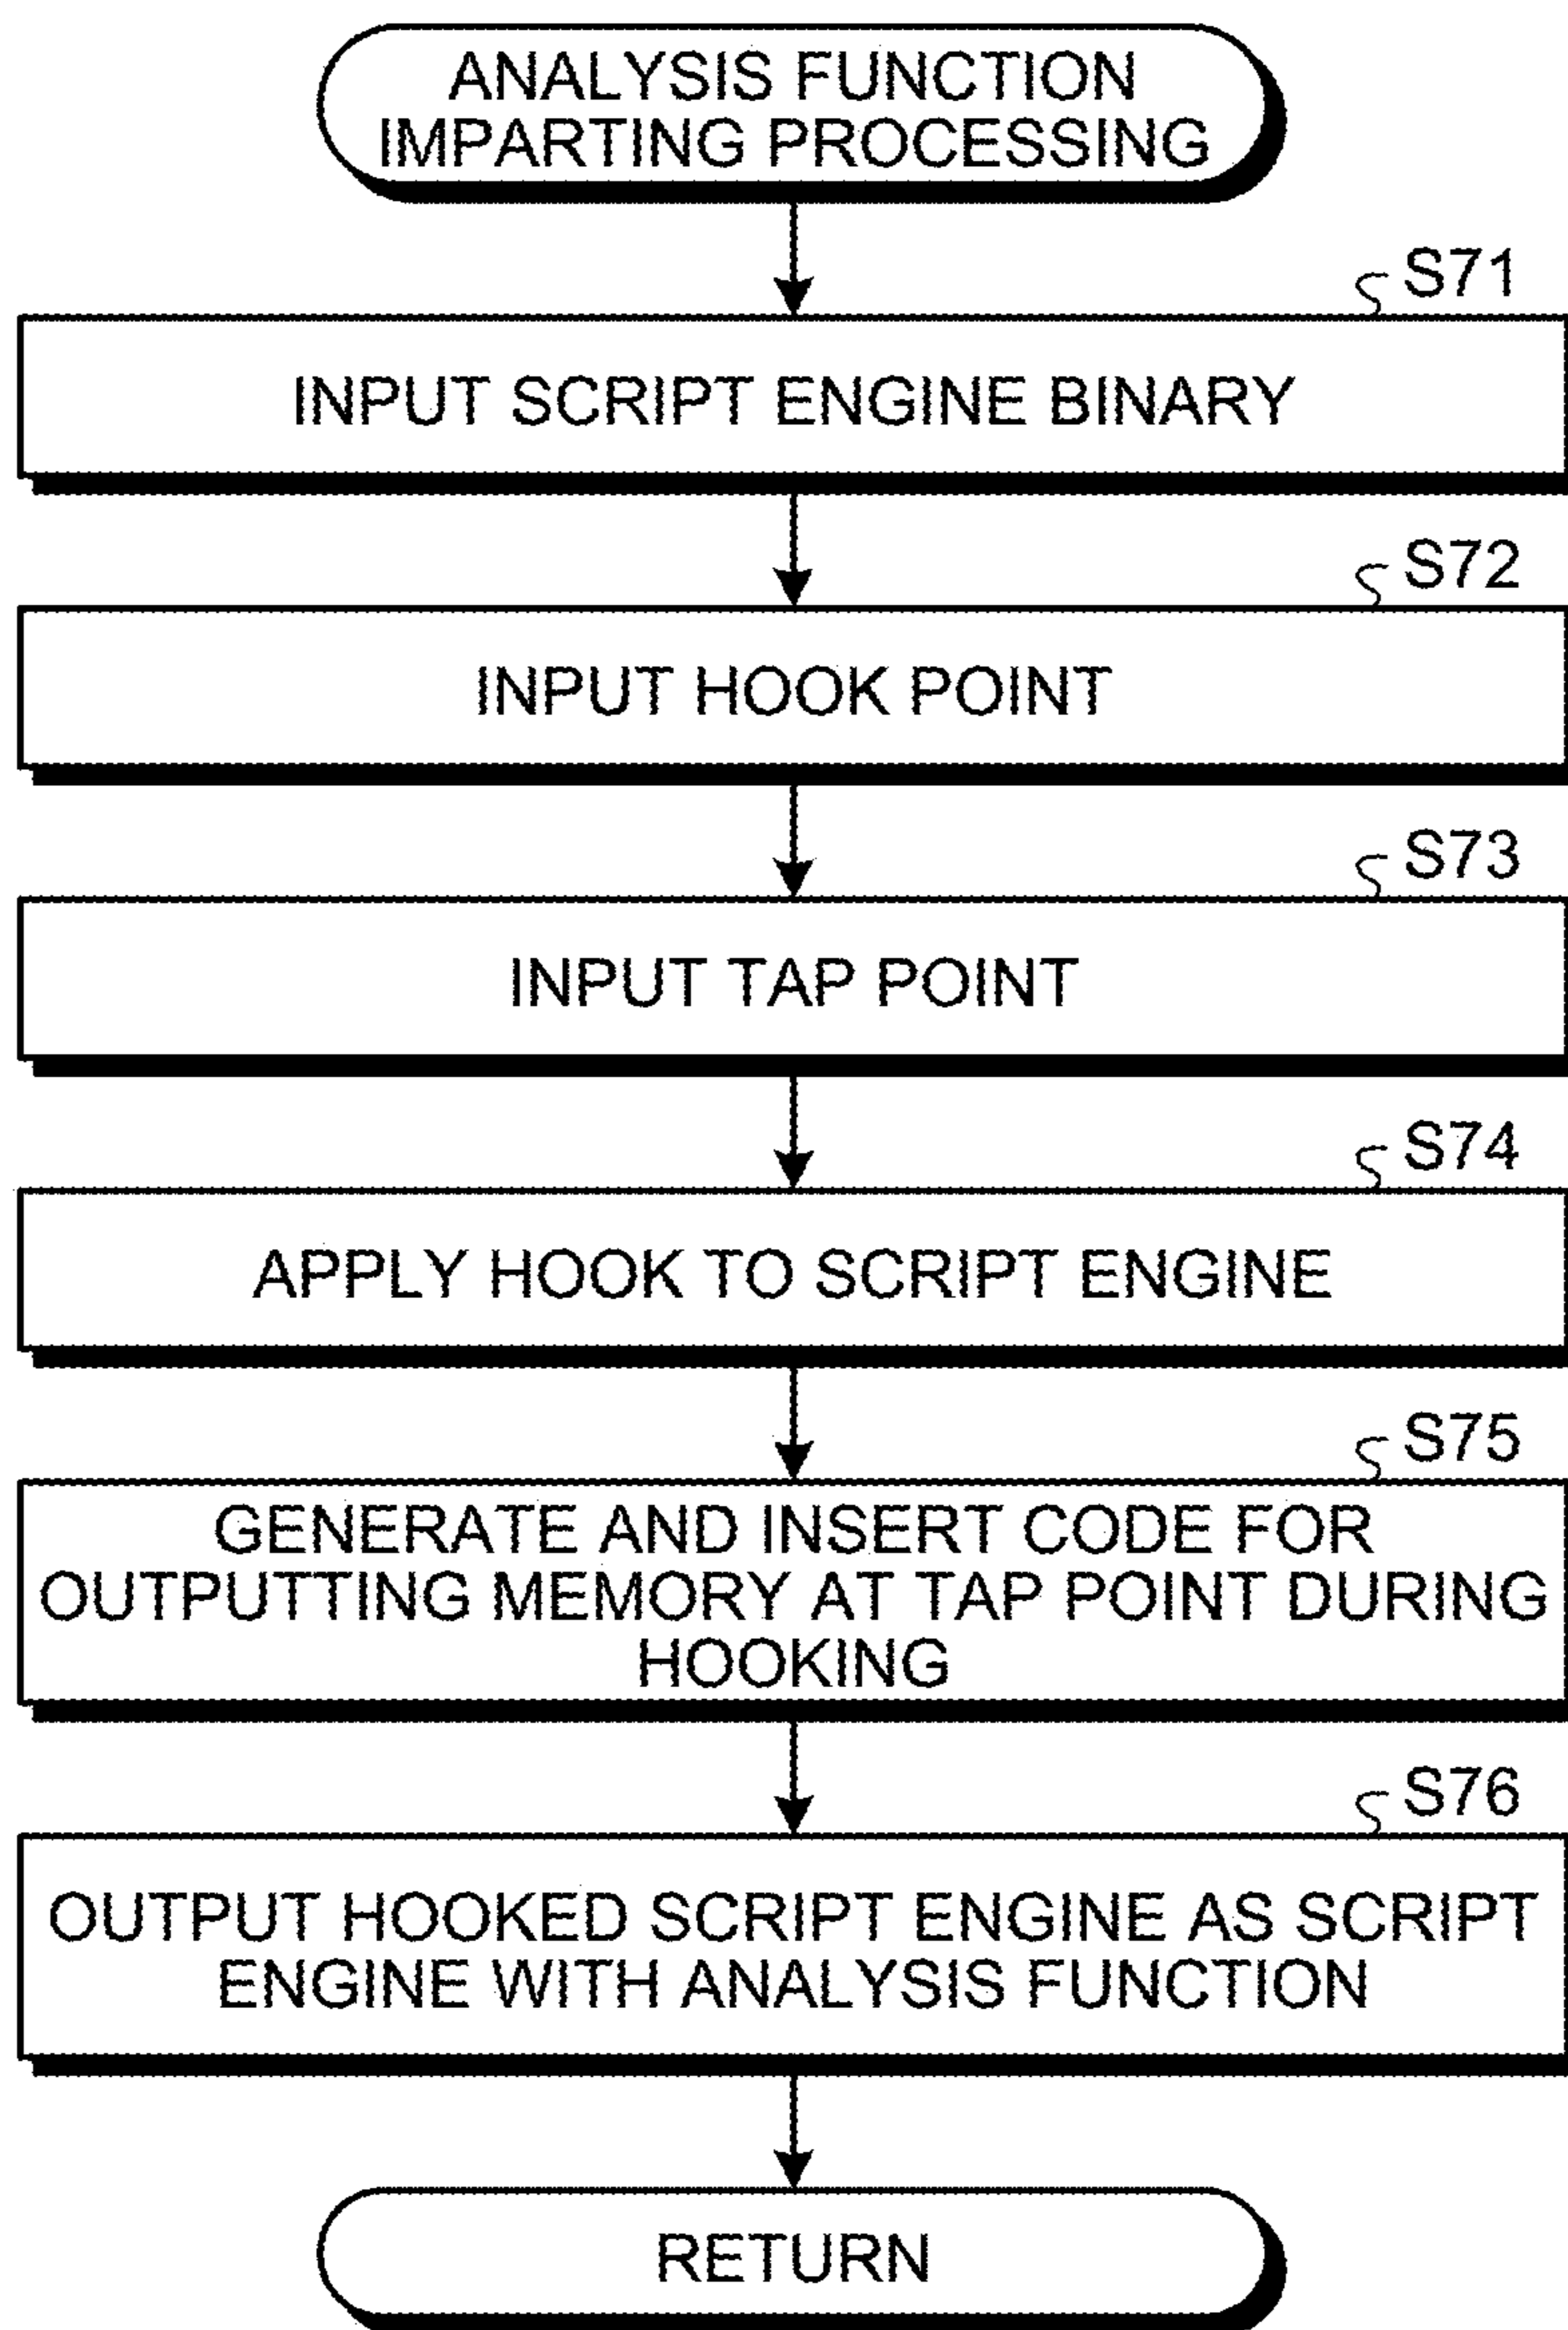 ANALYSIS FUNCTION
IMPARTING PROCESSING
S71
INPUT SCRIPT ENGINE BINARY
S72
INPUT HOOK POINT
S73
INPUT TAP POINT
S74
APPLY HOOK TO SCRIPT ENGINE
S75
GENERATE AND INSERT CODE FOR
OUTPUTTING MEMORY AT TAP POINT DURING
HOOKING
S76
OUTPUT HOOKED SCRIPT ENGINE AS SCRIPT
ENGINE WITH ANALYSIS FUNCTION
RETURN